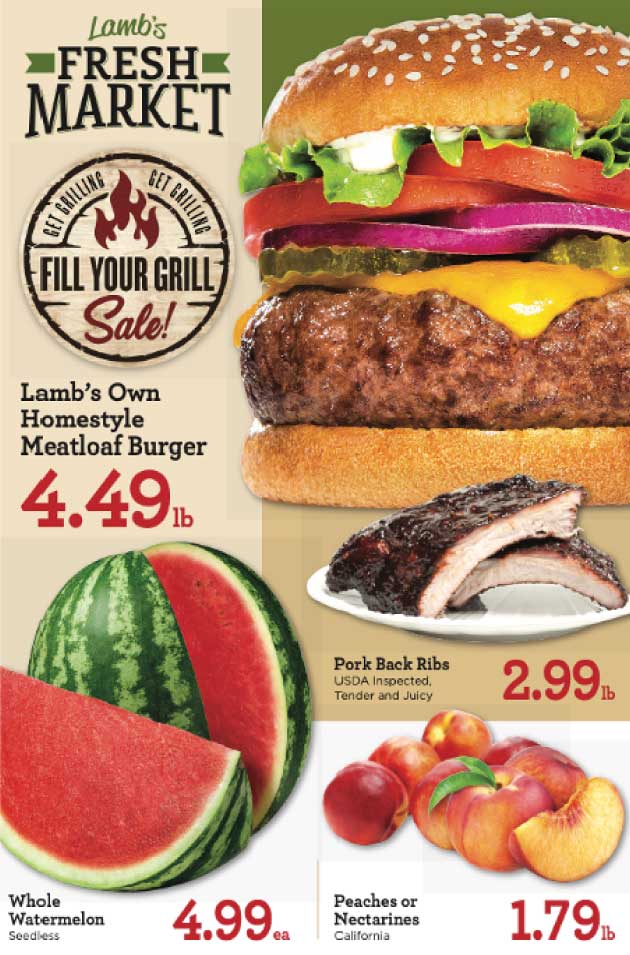 Lamb's
FRESH
MARKET
GET GRILLING
GET GRILLING
FILL YOUR GRILL
Sale!
Lamb's Own
Homestyle
Meatloaf Burger
4.49lb
Pork Back Ribs
USDA Inspected,
Tender and Juicy
2.99lb
Whole
Watermelon
Seedless
4.99ea
Peaches or
Nectarines
California
1.79lb